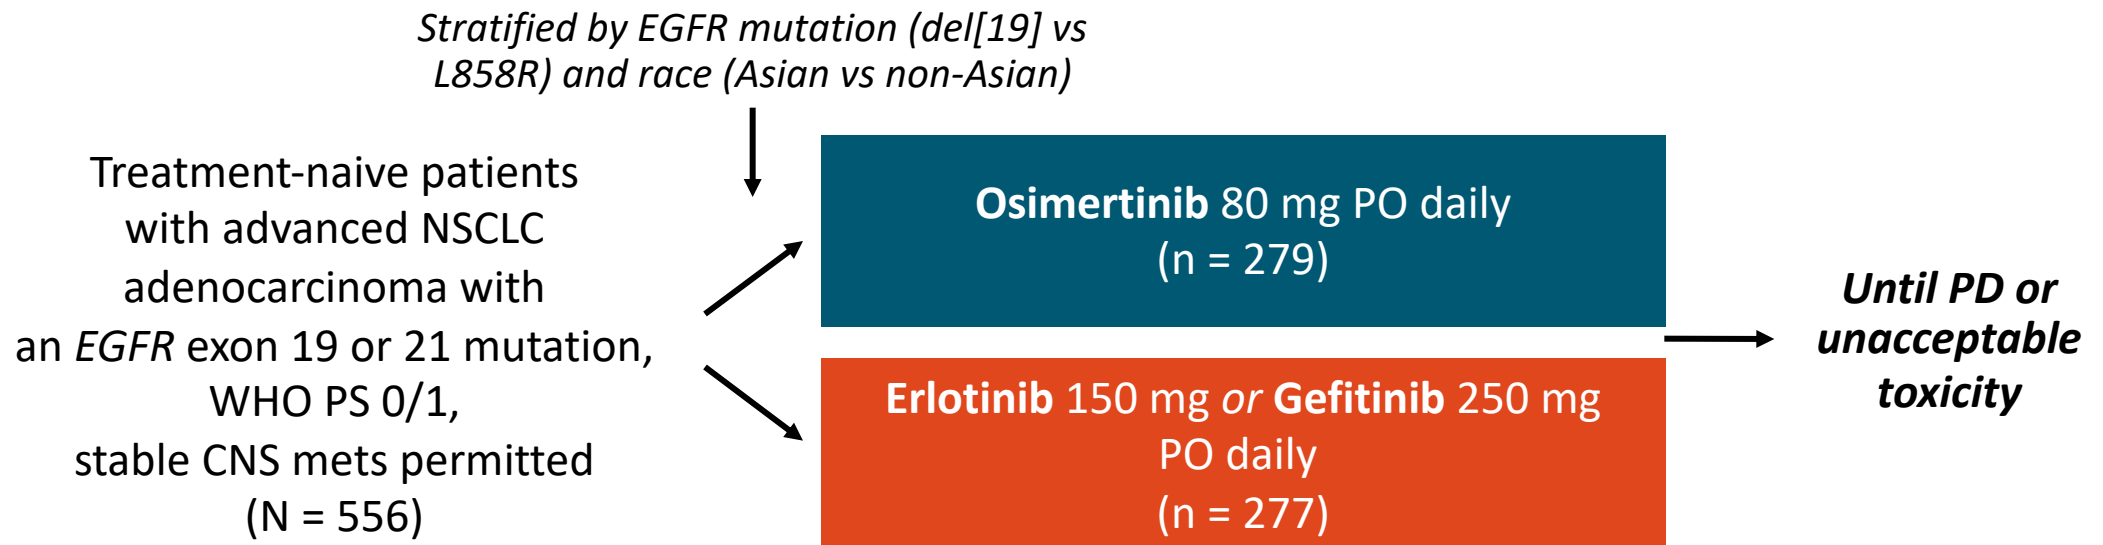 Stratified by EGFR mutation (del[19] vs
L858R) and race (Asian vs non-Asian)
Treatment-naive patients
with advanced NSCLC
adenocarcinoma with
an EGFR exon 19 or 21 mutation,
WHO PS 0/1,
stable CNS mets permitted
(N = 556)
Osimertinib 80 mg PO daily
(n = 279)
Erlotinib 150 mg or Gefitinib 250 mg
PO daily
(n = 277)
Until PD or
unacceptable
toxicity